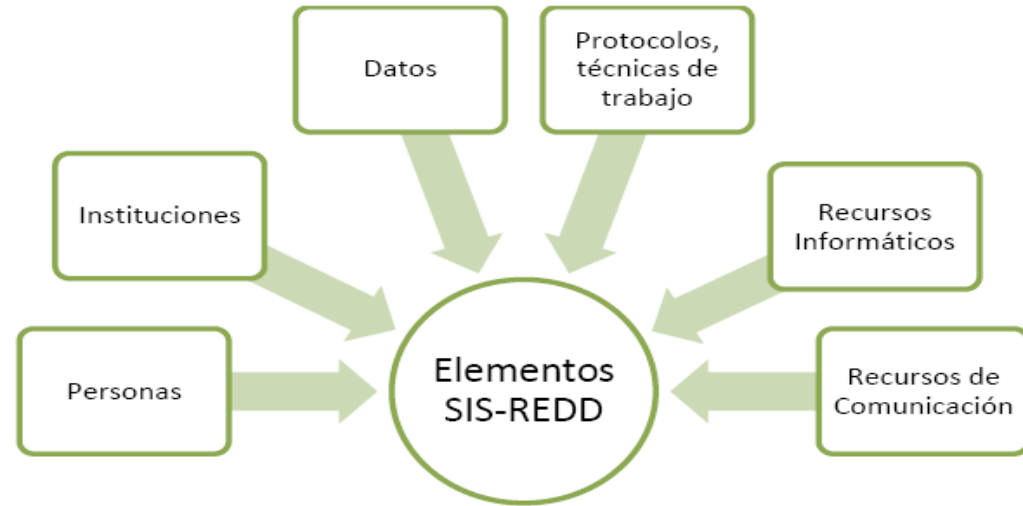 Datos
Protocolos,
técnicas de
trabajo
Instituciones
Recursos
Informáticos
Personas
Elementos
SIS-REDD
Recursos de
Comunicación